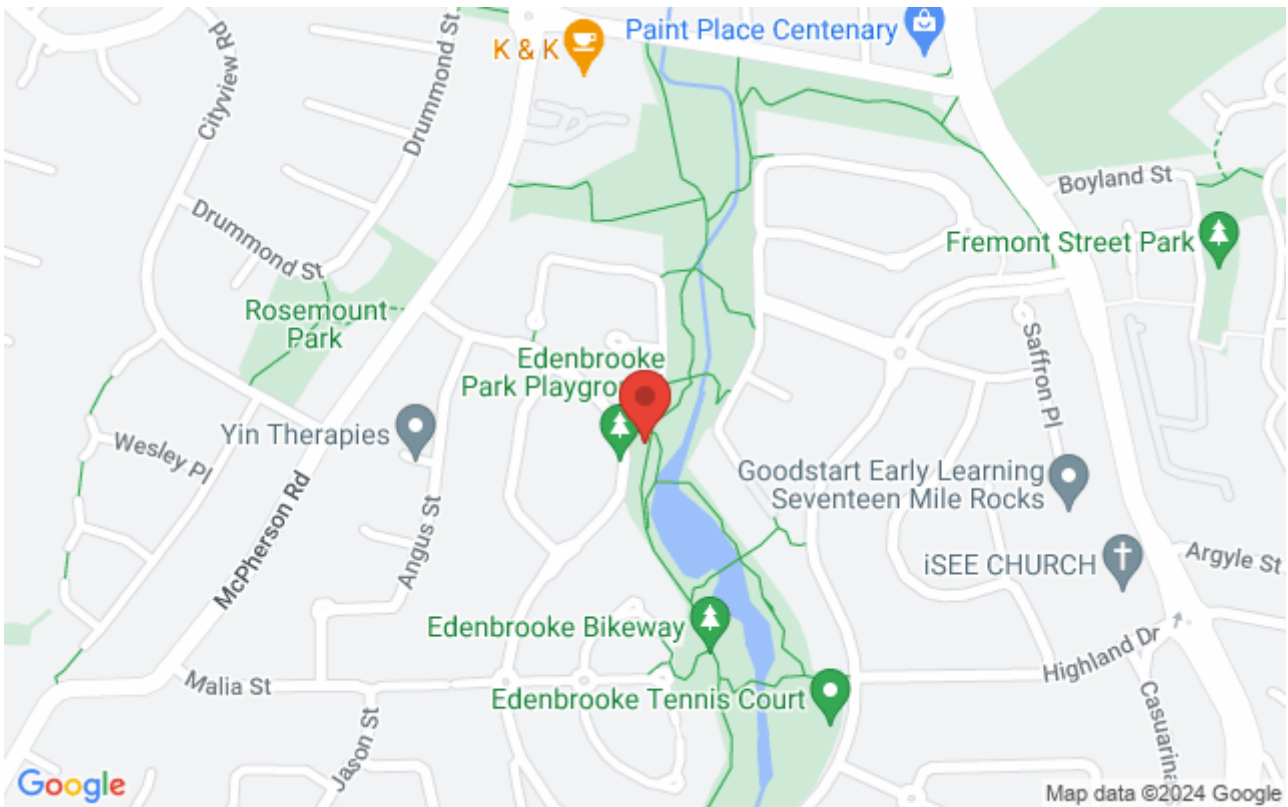 Cityview Rd
Drummond St
K & K
Paint Place Centenary
Drummond St
Boyland St
Fremont Street Park
Rosemount
Park
Edenbrooke
Park Playgro
Saffron Pl
Yin Therapies
Wesley Pl
McPherson Rd
Angus St
Goodstart Early Learning
Seventeen Mile Rocks
iSEE CHURCH
Argyle St
Edenbrooke Bikeway
Highland Dr
Malia St
Edenbrooke Tennis Court
Casuarina
Jason St
Google
Map data ©2024 Google